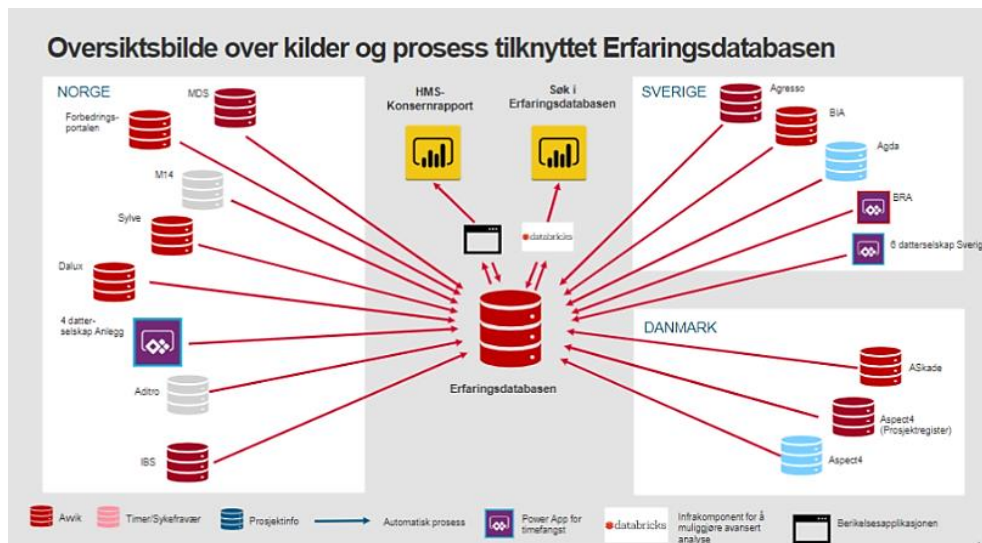 Oversiktsbilde over kilder og prosess tilknyttet Erfaringsdatabasen
NORGE
MDS
Forbedrings-
portalen
M14
Sylve
Dalux
4 datter-
selskap Anlegg
Aditro
IBS
HMS-
Konsernrapport
Søk i
Erfaringsdatabasen
databricks
Erfaringsdatabasen
SVERIGE
Agresso
BIA
Agda
BRA
6 datterselskap Sverig
DANMARK
ASkade
Aspect4
(Prosjektregister)
Aspect4
Avvik
Timer/Sykefravær
Prosjektinfo
Automatisk prosess
Power App for
timefangst
databricks
Infrakomponent for å
muliggjøre avansert
analyse
Berikelsesapplikasjonen